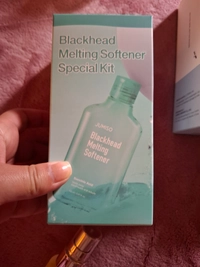 Blackhead
Melting Softener
Special Kit
Blackhead
Melting
Softener